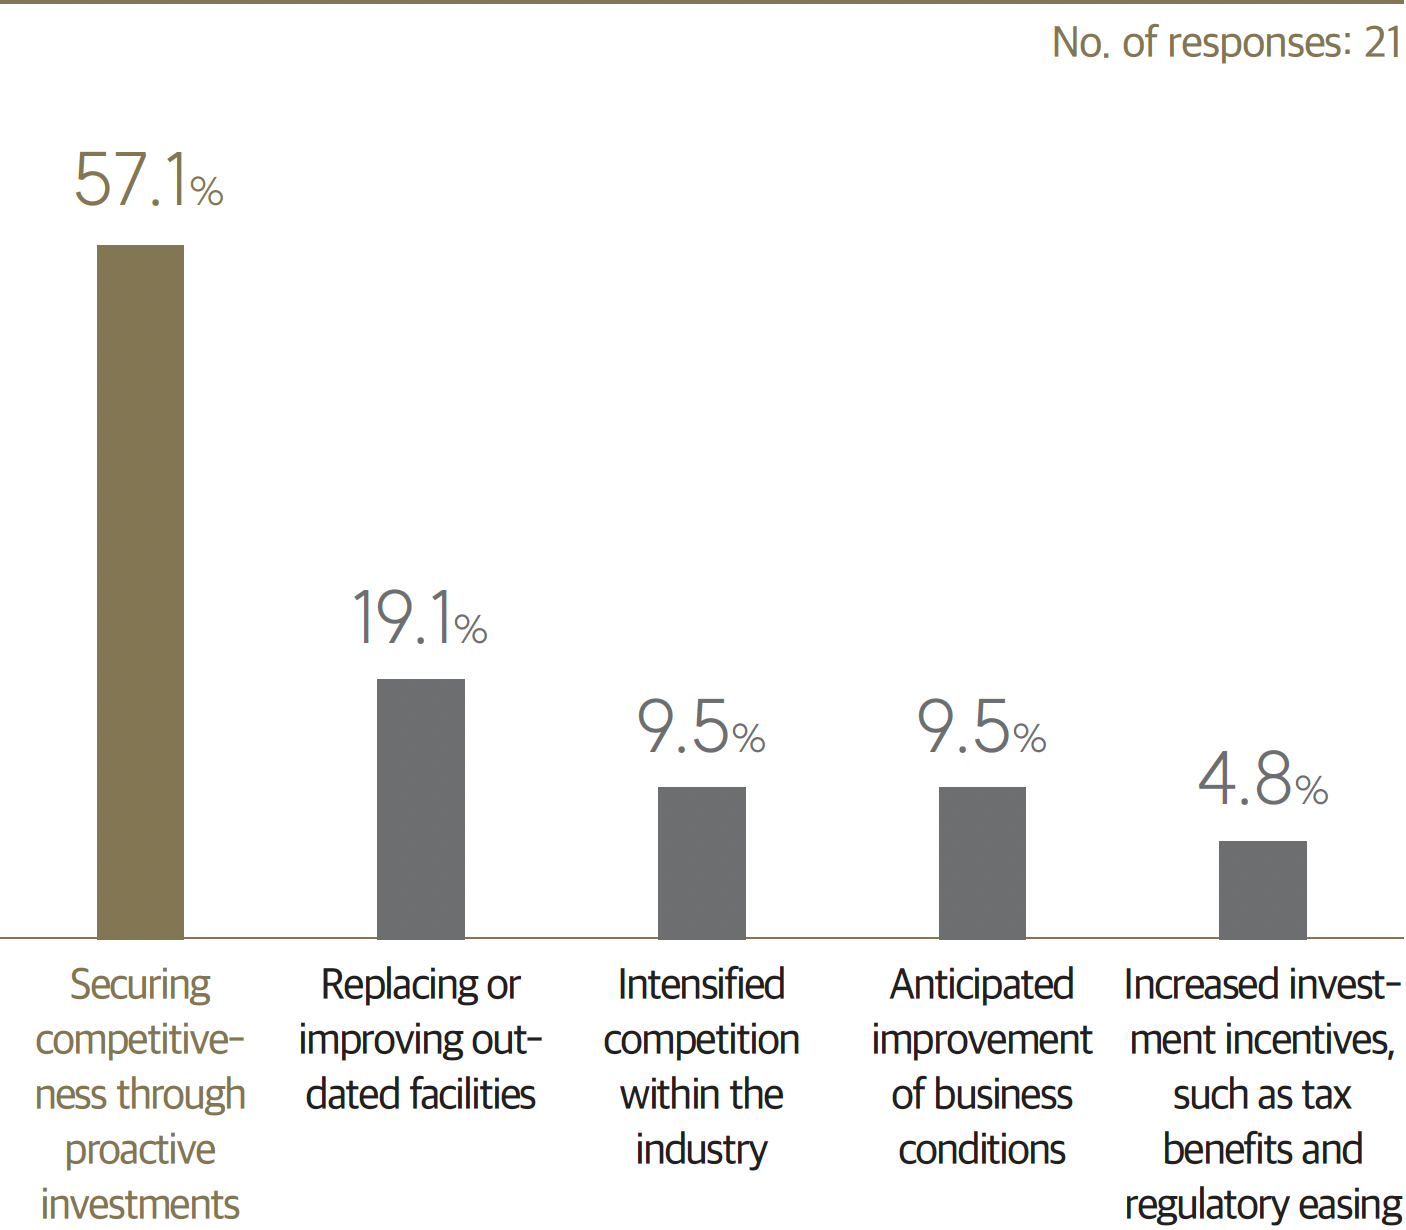 No. of responses: 21
57.1%
19.1%
9.5%
9.5%
4.8%
Securing
competitive-
ness through
proactive
investments
Replacing or
improving out-
dated facilities
Intensified
competition
within the
industry
Anticipated
improvement
of business
conditions
Increased invest-
ment incentives,
such as tax
benefits and
regulatory easing